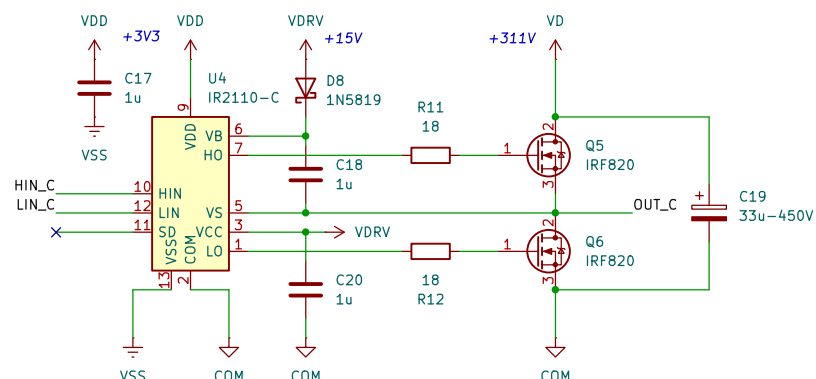 VDD
+3V3
VDD
VDRV
+15V
+311V
VD
C17
1u
U4
IR2110-C
D8
1N5819
R11
18
9
VDD
VB
6
HO
7
1
2
3
Q5
IRF820
VSS
C18
1u
HIN_C
10
HIN
LIN_C
12
LIN
VS
5
OUT_C
C19
33u-450V
+
11
SD
VCC
3
VDRV
LO
1
1
2
3
Q6
IRF820
VSS
COM
13
2
C20
1u
18
R12
VSS
COM
COM
COM